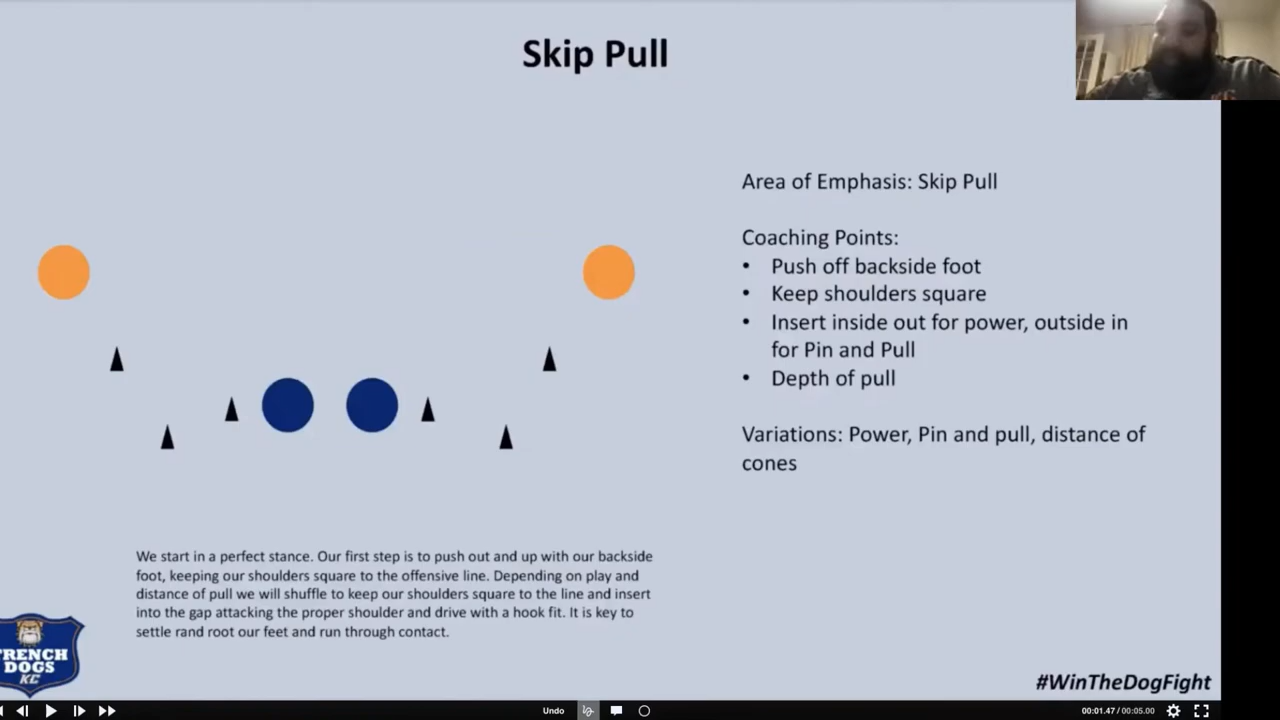 Skip Pull
Area of Emphasis: Skip Pull
Coaching Points:
• Push off backside foot
• Keep shoulders square
• Insert inside out for power, outside in
for Pin and Pull
• Depth of pull
Variations: Power, Pin and pull, distance of
cones
We start in a perfect stance. Our first step is to push out and up with our backside
foot, keeping our shoulders square to the offensive line. Depending on play and
distance of pull we will shuffle to keep our shoulders square to the line and insert
into the gap attacking the proper shoulder and drive with a hook fit. It is key to
settle rand root our feet and run through contact.
RENCH
DOGS
KC
#WinTheDogFight
Undo
00:01.47 / 00:05.00